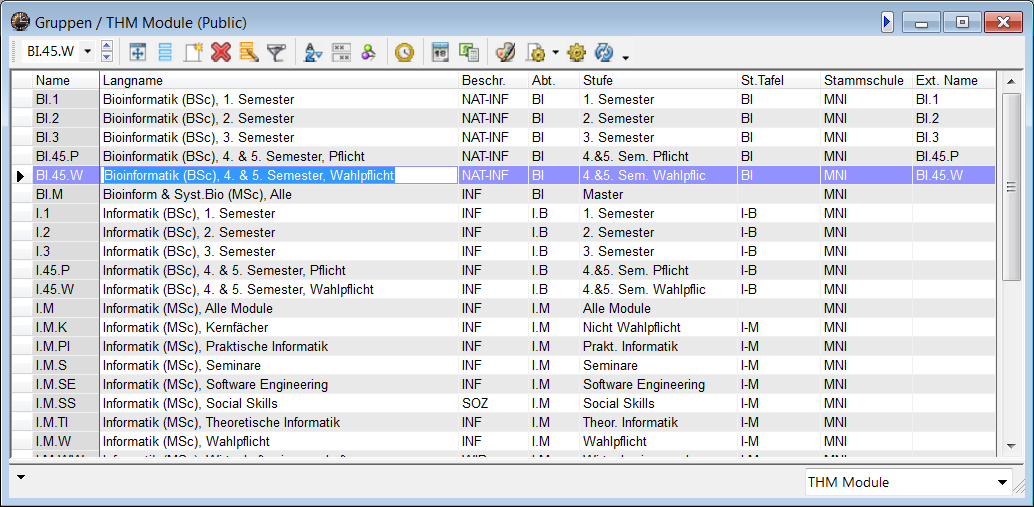 Gruppen / THM Module (Public)
BI.45.W
Name Langname Beschr. Abt. Stufe St.Tafel Stammschule Ext. Name
BI.1 Bioinformatik (BSc), 1. Semester NAT-INF BI 1. Semester BI MNI BI.1
BI.2 Bioinformatik (BSc), 2. Semester NAT-INF BI 2. Semester BI MNI BI.2
BI.3 Bioinformatik (BSc), 3. Semester NAT-INF BI 3. Semester BI MNI BI.3
BI.45.P Bioinformatik (BSc), 4. & 5. Semester, Pflicht NAT-INF BI 4.&5. Sem. Pflicht BI MNI BI.45.P
BI.45.W Bioinformatik (BSc), 4. & 5. Semester, Wahlpflicht NAT-INF BI 4.&5. Sem. Wahlpflic BI MNI BI.45.W
BI.M Bioinform & Syst.Bio (MSc), Alle INF BI Master MNI
I.1 Informatik (BSc), 1. Semester INF I.B 1. Semester I-B MNI
I.2 Informatik (BSc), 2. Semester INF I.B 2. Semester I-B MNI
I.3 Informatik (BSc), 3. Semester INF I.B 3. Semester I-B MNI
I.45.P Informatik (BSc), 4. & 5. Semester, Pflicht INF I.B 4.&5. Sem. Pflicht I-B MNI
I.45.W Informatik (BSc), 4. & 5. Semester, Wahlpflicht INF I.B 4.&5. Sem. Wahlpflic I-B MNI
I.M Informatik (MSc), Alle Module INF I.M Alle Module MNI
I.M.K Informatik (MSc), Kernfächer INF I.M Nicht Wahlpflicht I-M MNI
I.M.PI Informatik (MSc), Praktische Informatik INF I.M Prakt. Informatik I-M MNI
I.M.S Informatik (MSc), Seminare INF I.M Seminare I-M MNI
I.M.SE Informatik (MSc), Software Engineering INF I.M Software Engineering I-M MNI
I.M.SS Informatik (MSc), Social Skills SOZ I.M Social Skills I-M MNI
I.M.TI Informatik (MSc), Theoretische Informatik INF I.M Theor. Informatik I-M MNI
I.M.W Informatik (MSc), Wahlpflicht INF I.M Wahlpflicht I-M MNI
THM Module